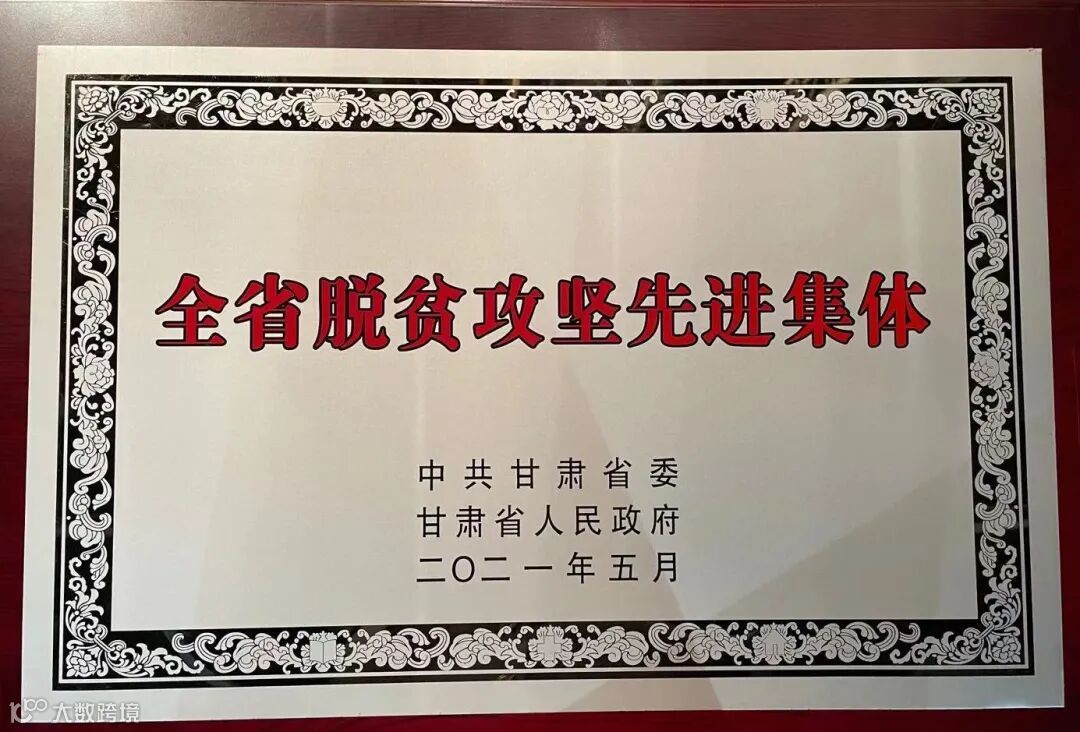 全省脱贫攻坚先进集体
中共甘肃省委
甘肃省人民政府
二〇二一年五月
大数跨境